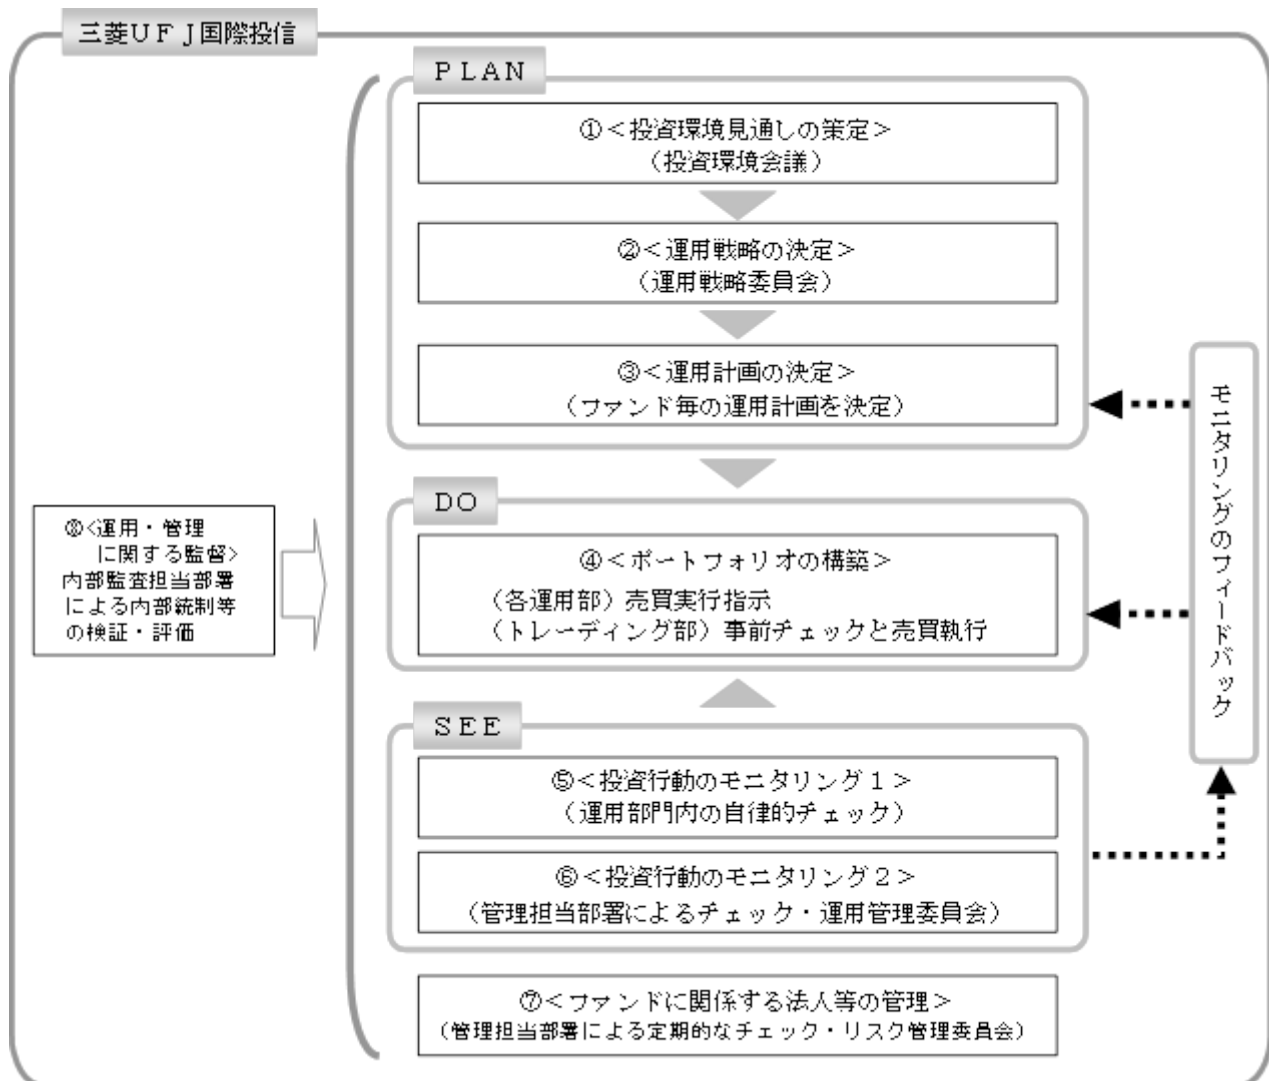 三菱ＵＦＪ国際投信
ＰＬＡＮ
①＜投資環境見通しの策定＞
（投資環境会議）
②＜運用戦略の決定＞
（運用戦略委員会）
③＜運用計画の決定＞
（ファンド毎の運用計画を決定）
ＤＯ
④＜ポートフォリオの構築＞
（各運用部）売買実行指示
（トレーディング部）事前チェックと売買執行
ＳＥＥ
⑤＜投資行動のモニタリング１＞
（運用部門内の自律的チェック）
⑥＜投資行動のモニタリング２＞
（管理担当部署によるチェック・運用管理委員会）
⑦＜ファンドに関係する法人等の管理＞
（管理担当部署による定期的なチェック・リスク管理委員会）
⑧<運用・管理
に関する監督>
内部監査担当部署
による内部統制等
の検証・評価
モニタリングのフィードバック